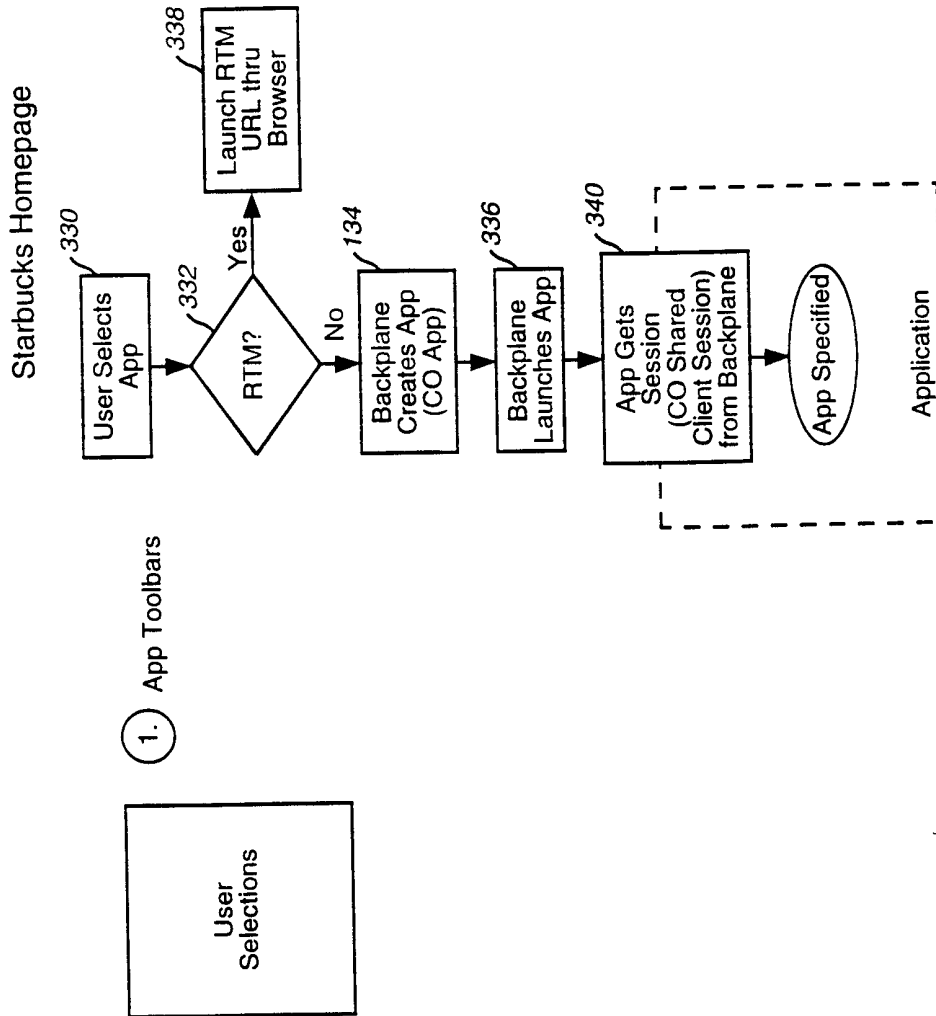 Starbucks Homepage
330
User Selects
App
332
RTM?
Yes
338
Launch RTM
URL thru
Browser
No
134
Backplane
Creates App
(CO App)
336
Backplane
Launches App
340
App Gets
Session
(CO Shared
Client Session)
from Backplane
App Specified
Application
1. App Toolbars
User
Selections